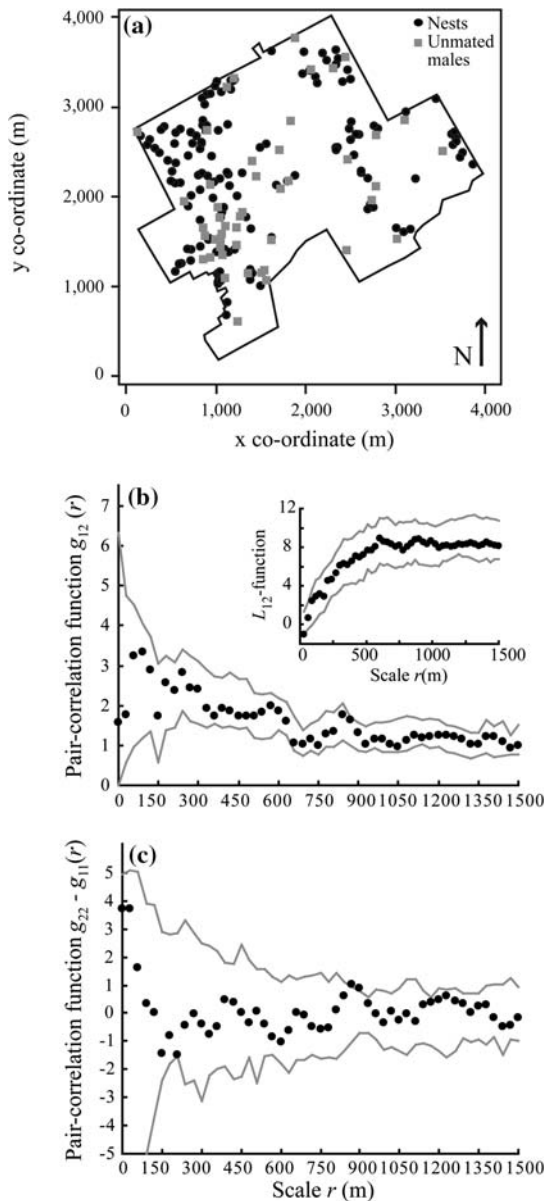 (a)
Nests
Unmated
males
4,000
3,000
2,000
1,000
0
y co-ordinate (m)
N
0
1,000
2,000
3,000
4,000
x co-ordinate (m)
(b)
7
6
5
4
3
2
1
0
Pair-correlation function g12 (r)
0 150 300 450 600 750 900 1050 1200 1350 1500
12
8
4
0
L12-function
0 500 750 1000 1500
Scale r(m)
(c)
5
4
3
2
1
0
-1
-2
-3
-4
-5
Pair-correlation function g22 - g11(r)
0 150 300 450 600 750 900 1050 1200 1350 1500
Scale r (m)